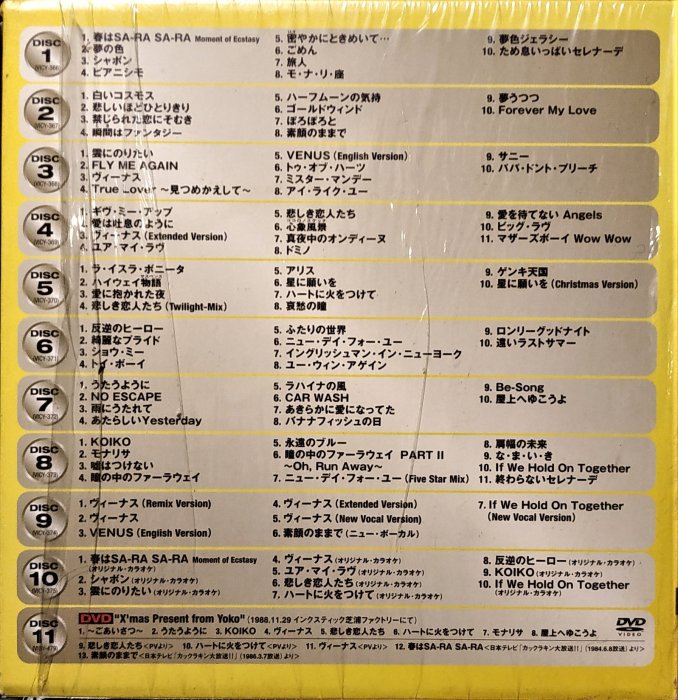 DISC 1 (VICY-366)
1. 春はSA-RA SA-RA Moment of Ecstasy
2. 夢の色
3. シャボン
4. ピアニシモ
5. 密やかにときめいて…
6. ごめん
7. 旅人
8. モ・ナ・リ・座
9. 夢色ジェラシー
10. ため息いっぱいセレナーデ
DISC 2 (VICY-367)
1. 白いコスモス
2. 悲しいほどひとりきり
3. 禁じられた恋にそむき
4. 瞬間はファンタジー
5. ハーフムーンの気持
6. ゴールドウィンド
7. ぽろぽろと
8. 素顔のままで
9. 夢うつつ
10. Forever My Love
DISC 3 (VICY-368)
1. 雲にのりたい
2. FLY ME AGAIN
3. ヴィーナス
4. True Lover 〜見つめかえして〜
5. VENUS (English Version)
6. トゥ・オブ・ハーツ
7. ミスター・マンデー
8. アイ・ライク・ユー
9. サニー
10. パパ・ドント・プリーチ
DISC 4 (VICY-369)
1. ギヴ・ミー・アップ
2. 愛は吐息のように
3. ヴィーナス (Extended Version)
4. ユア・マイ・ラヴ
5. 悲しき恋人たち
6. 心象風景
7. 真夜中のオンディーヌ
8. ドミノ
9. 愛を待てない Angels
10. ビッグ・ラヴ
11. マザーズボーイ Wow Wow
DISC 5 (VICY-370)
1. ラ・イスラ・ボニータ
2. ハイウェイ物語
3. 愛に抱かれた夜
4. 悲しき恋人たち (Twilight-Mix)
5. アリス
6. 星に願いを
7. ハートに火をつけて
8. 哀愁の瞳
9. ゲンキ天国
10. 星に願いを (Christmas Version)
DISC 6 (VICY-371)
1. 反逆のヒーロー
2. 綺麗なプライド
3. ショウ・ミー
4. トイ・ボーイ
5. ふたりの世界
6. ニュー・デイ・フォー・ユー
7. イングリッシュマン・イン・ニューヨーク
8. ユー・ウィン・アゲイン
9. ロンリーグッドナイト
10. 遠いラストサマー
DISC 7 (VICY-372)
1. うたうように
2. NO ESCAPE
3. 雨にうたれて
4. あたらしいYesterday
5. ラハイナの風
6. CAR WASH
7. あきらかに愛になってた
8. バナナフィッシュの日
9. Be-Song
10. 屋上へゆこうよ
DISC 8 (VICY-373)
1. KOIKO
2. モナリサ
3. 嘘はつけない
4. 瞳の中のファーラウェイ
5. 永遠のブルー
6. 瞳の中のファーラウェイ PART II
〜Oh, Run Away〜
7. ニュー・デイ・フォー・ユー (Five Star Mix)
8. 肩幅の未来
9. な・ま・い・き
10. If We Hold On Together
11. 終わらないセレナーデ
DISC 9 (VICY-374)
1. ヴィーナス (Remix Version)
2. ヴィーナス
3. VENUS (English Version)
4. ヴィーナス (Extended Version)
5. ヴィーナス (New Vocal Version)
6. 素顔のままで (ニュー・ボーカル)
7. If We Hold On Together
(New Vocal Version)
DISC 10 (VICY-375)
1. 春はSA-RA SA-RA Moment of Ecstasy
(オリジナル・カラオケ)
2. シャボン (オリジナル・カラオケ)
3. 雲にのりたい (オリジナル・カラオケ)
4. ヴィーナス (オリジナル・カラオケ)
5. ユア・マイ・ラヴ (オリジナル・カラオケ)
6. 悲しき恋人たち (オリジナル・カラオケ)
7. ハートに火をつけて (オリジナル・カラオケ)
8. 反逆のヒーロー (オリジナル・カラオケ)
9. KOIKO (オリジナル・カラオケ)
10. If We Hold On Together
(オリジナル・カラオケ)
DISC 11 (VICY-479)
DVD "X'mas Present from Yoko" (1988.11.29 インクスティック芝浦ファクトリーにて)
DVD VIDEO
1. 〜ごあいさつ〜 2. うたうように 3. KOIKO 4. ヴィーナス 5. 悲しき恋人たち 6. ハートに火をつけて 7. モナリサ 8. 屋上へゆこうよ
9. 悲しき恋人たち<PVより> 10. ハートに火をつけて<PVより> 11. ヴィーナス<PVより> 12. 春はSA-RA SA-RA<日本テレビ「カックラキン大放送!!」(1984.6.8放送)より>
13. 素顔のままで<日本テレビ「カックラキン大放送!!」(1986.3.7放送)より>